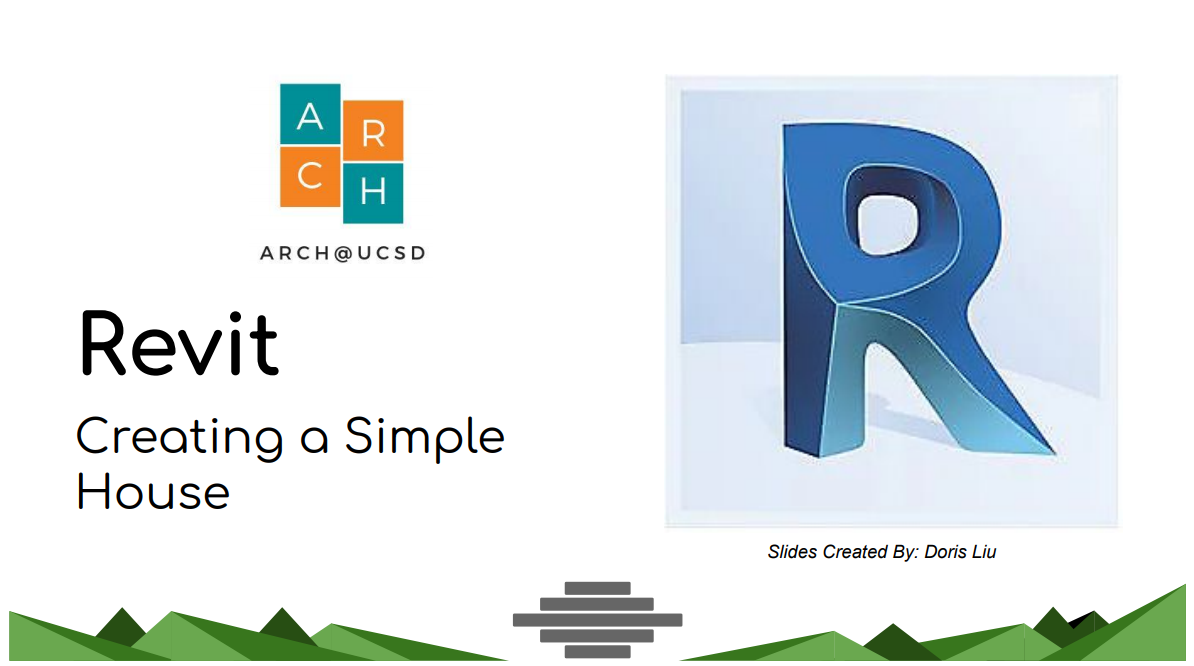 A
R
C
H
ARCH@UCSD
Revit
Creating a Simple
House
R
Slides Created By: Doris Liu